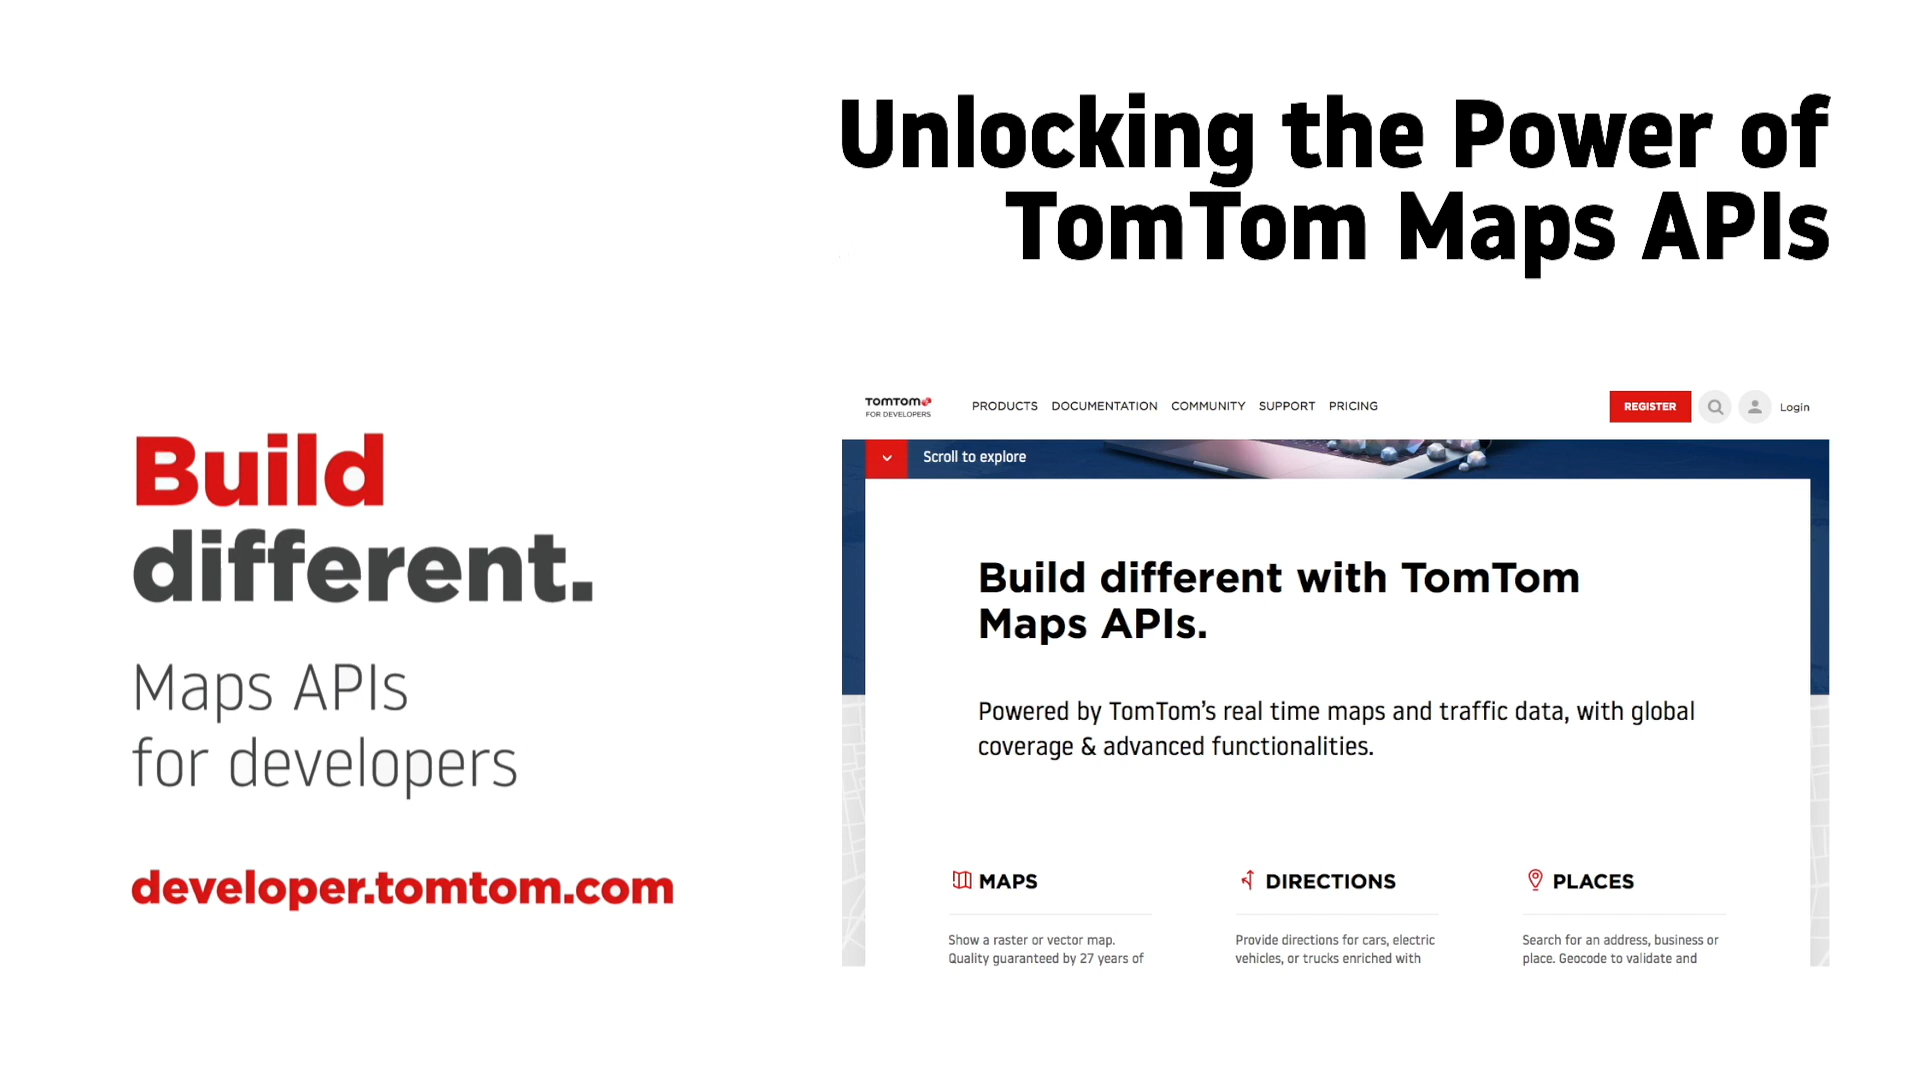 Unlocking the Power of
TomTom Maps APIs
Build
different.
Maps APIs
for developers
developer.tomtom.com
TOMTOM
FOR DEVELOPERS
PRODUCTS DOCUMENTATION COMMUNITY SUPPORT PRICING
REGISTER
Login
Scroll to explore
Build different with TomTom
Maps APIs.
Powered by TomTom's real time maps and traffic data, with global
coverage & advanced functionalities.
MAPS
Show a raster or vector map.
Quality guaranteed by 27 years of
DIRECTIONS
Provide directions for cars, electric
vehicles, or trucks enriched with
PLACES
Search for an address, business or
place. Geocode to validate and